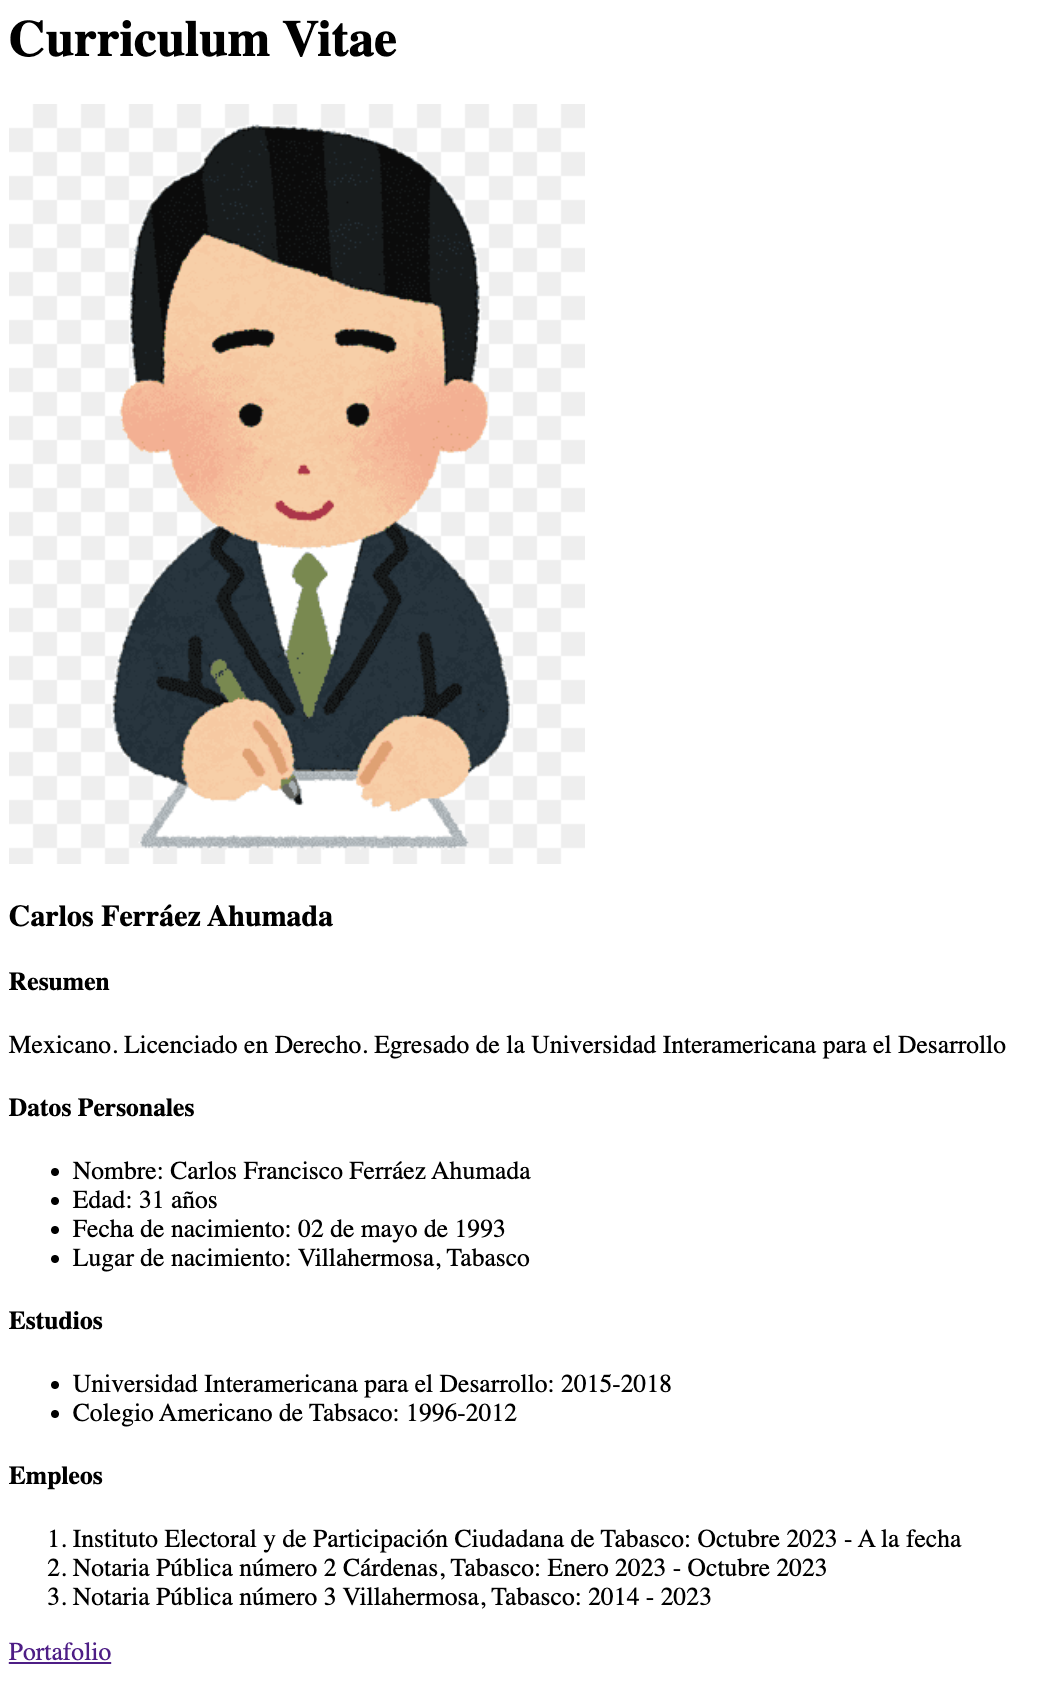 Curriculum Vitae
Carlos Ferráez Ahumada
Resumen
Mexicano. Licenciado en Derecho. Egresado de la Universidad Interamericana para el Desarrollo
Datos Personales
• Nombre: Carlos Francisco Ferráez Ahumada
• Edad: 31 años
• Fecha de nacimiento: 02 de mayo de 1993
• Lugar de nacimiento: Villahermosa, Tabasco
Estudios
• Universidad Interamericana para el Desarrollo: 2015-2018
• Colegio Americano de Tabsaco: 1996-2012
Empleos
1. Instituto Electoral y de Participación Ciudadana de Tabasco: Octubre 2023 - A la fecha
2. Notaria Pública número 2 Cárdenas, Tabasco: Enero 2023 - Octubre 2023
3. Notaria Pública número 3 Villahermosa, Tabasco: 2014 - 2023
Portafolio